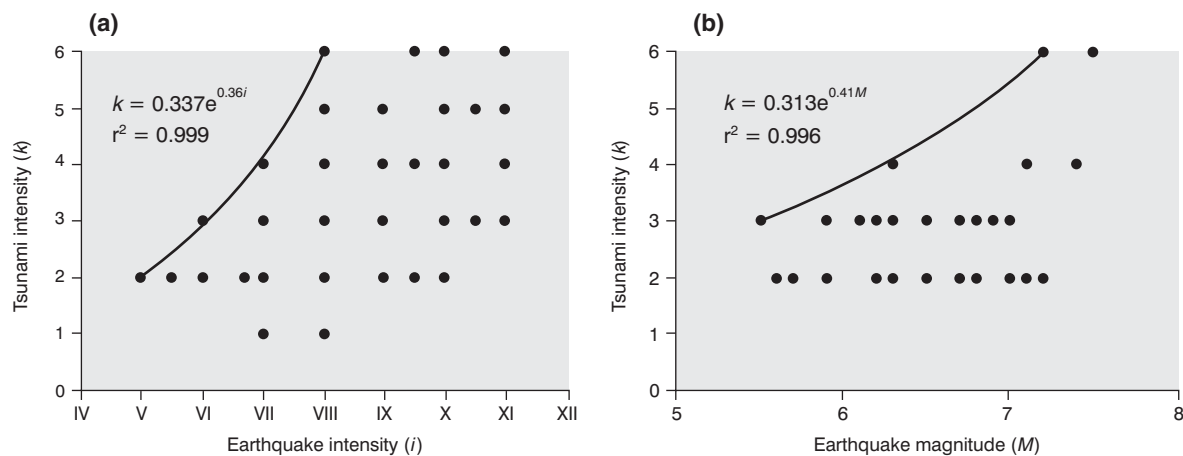 (a)
6
5
4
3
2
1
0
Tsunami intensity (k)
k = 0.337e^0.36i
r² = 0.999
IV V VI VII VIII IX X XI XII
Earthquake intensity (i)
(b)
6
5
4
3
2
1
0
Tsunami intensity (k)
k = 0.313e^0.41M
r² = 0.996
5 6 7 8
Earthquake magnitude (M)